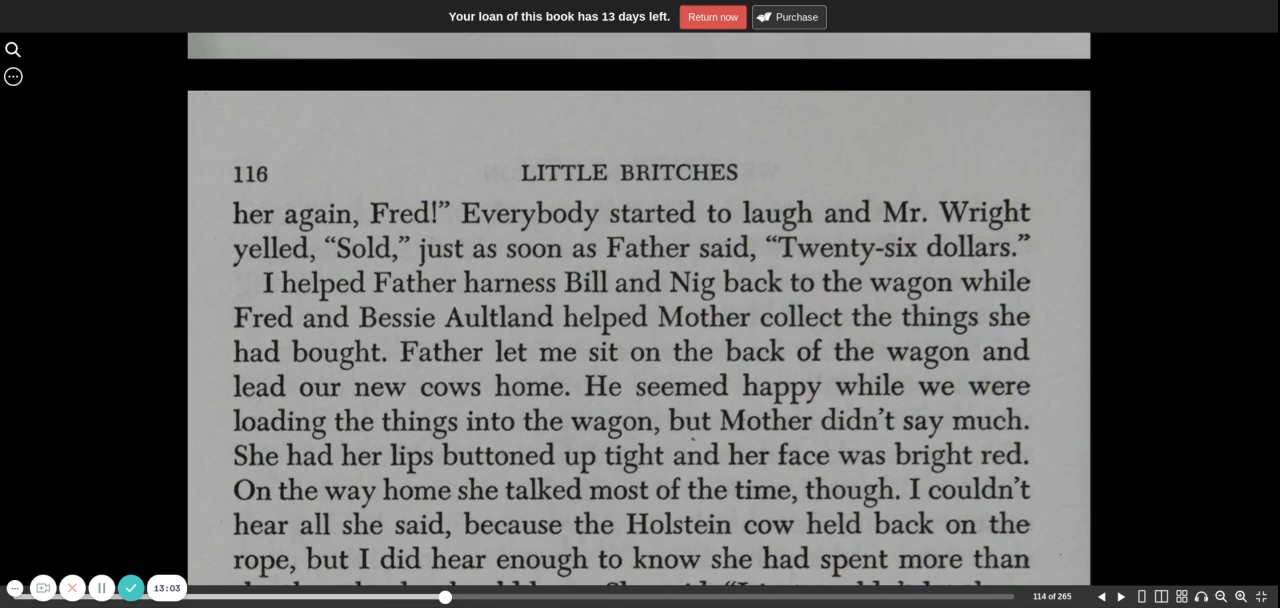 Your loan of this book has 13 days left. Return now Purchase
116 LITTLE BRITCHES
her again, Fred!” Everybody started to laugh and Mr. Wright
yelled, “Sold,” just as soon as Father said, “Twenty-six dollars.”
I helped Father harness Bill and Nig back to the wagon while
Fred and Bessie Aultland helped Mother collect the things she
had bought. Father let me sit on the back of the wagon and
lead our new cows home. He seemed happy while we were
loading the things into the wagon, but Mother didn’t say much.
She had her lips buttoned up tight and her face was bright red.
On the way home she talked most of the time, though. I couldn’t
hear all she said, because the Holstein cow held back on the
rope, but I did hear enough to know she had spent more than
13:03
114 of 265